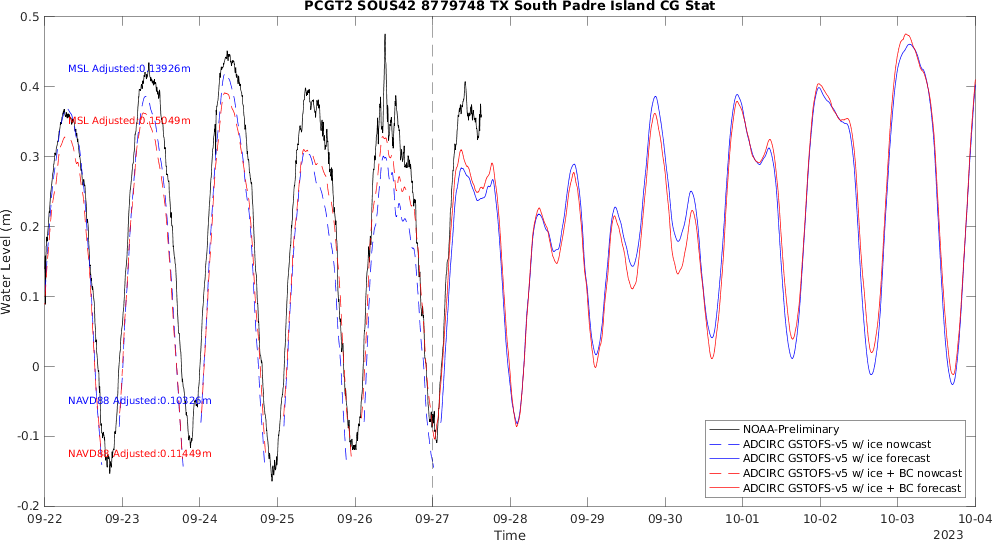 PCGT2 SOUS42 8779748 TX South Padre Island CG Stat
0.5
0.4
0.3
0.2
0.1
0
-0.1
-0.2
Water Level (m)
MSL Adjusted:0.13926m
MSL Adjusted:0.15049m
NAVD88 Adjusted:0.10326m
NAVD88 Adjusted:0.11449m
NOAA-Preliminary
ADCIRC GSTOFS-v5 w/ ice nowcast
ADCIRC GSTOFS-v5 w/ ice forecast
ADCIRC GSTOFS-v5 w/ ice + BC nowcast
ADCIRC GSTOFS-v5 w/ ice + BC forecast
09-22 09-23 09-24 09-25 09-26 09-27 09-28 09-29 09-30 10-01 10-02 10-03 10-04
Time
2023